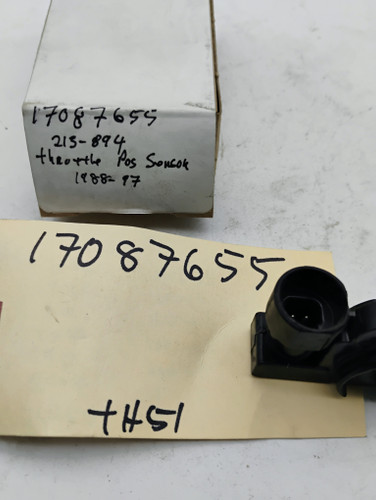 17087655
213-894
throttle Pos Sensor
1988-97
17087655
TH51